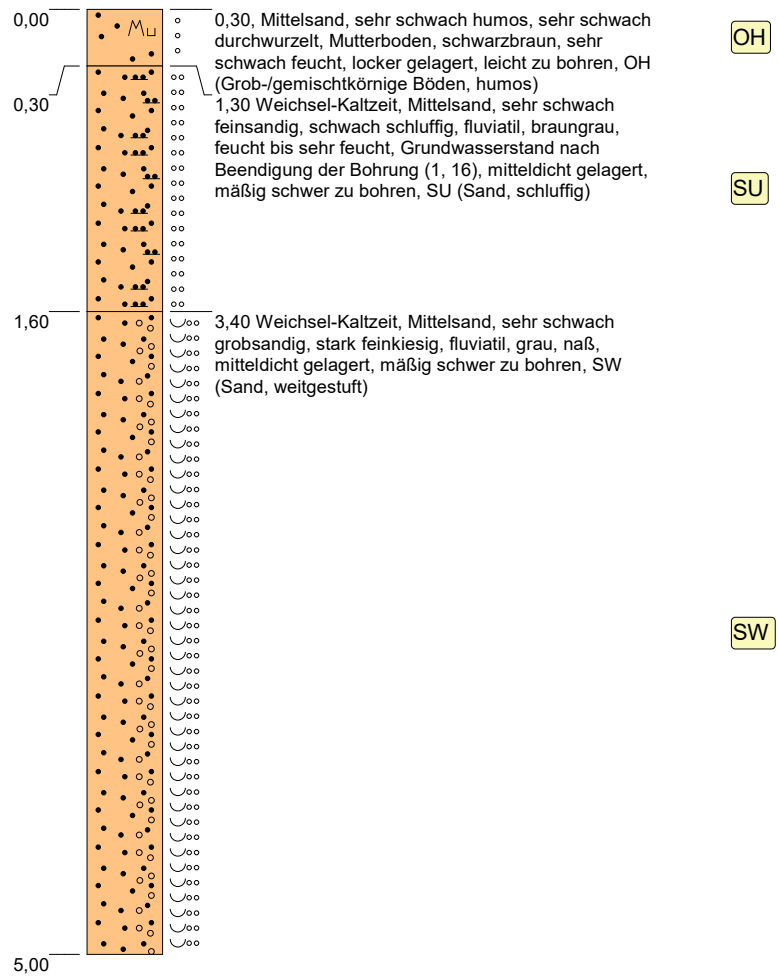 0,00
Mu
0,30, Mittelsand, sehr schwach humos, sehr schwach
durchwurzelt, Mutterboden, schwarzbraun, sehr
schwach feucht, locker gelagert, leicht zu bohren, OH
(Grob-/gemischtkörnige Böden, humos)
OH
0,30
1,30 Weichsel-Kaltzeit, Mittelsand, sehr schwach
feinsandig, schwach schluffig, fluviatil, braungrau,
feucht bis sehr feucht, Grundwasserstand nach
Beendigung der Bohrung (1, 16), mitteldicht gelagert,
mäßig schwer zu bohren, SU (Sand, schluffig)
SU
1,60
3,40 Weichsel-Kaltzeit, Mittelsand, sehr schwach
grobsandig, stark feinkiesig, fluviatil, grau, naß,
mitteldicht gelagert, mäßig schwer zu bohren, SW
(Sand, weitgestuft)
SW
5,00